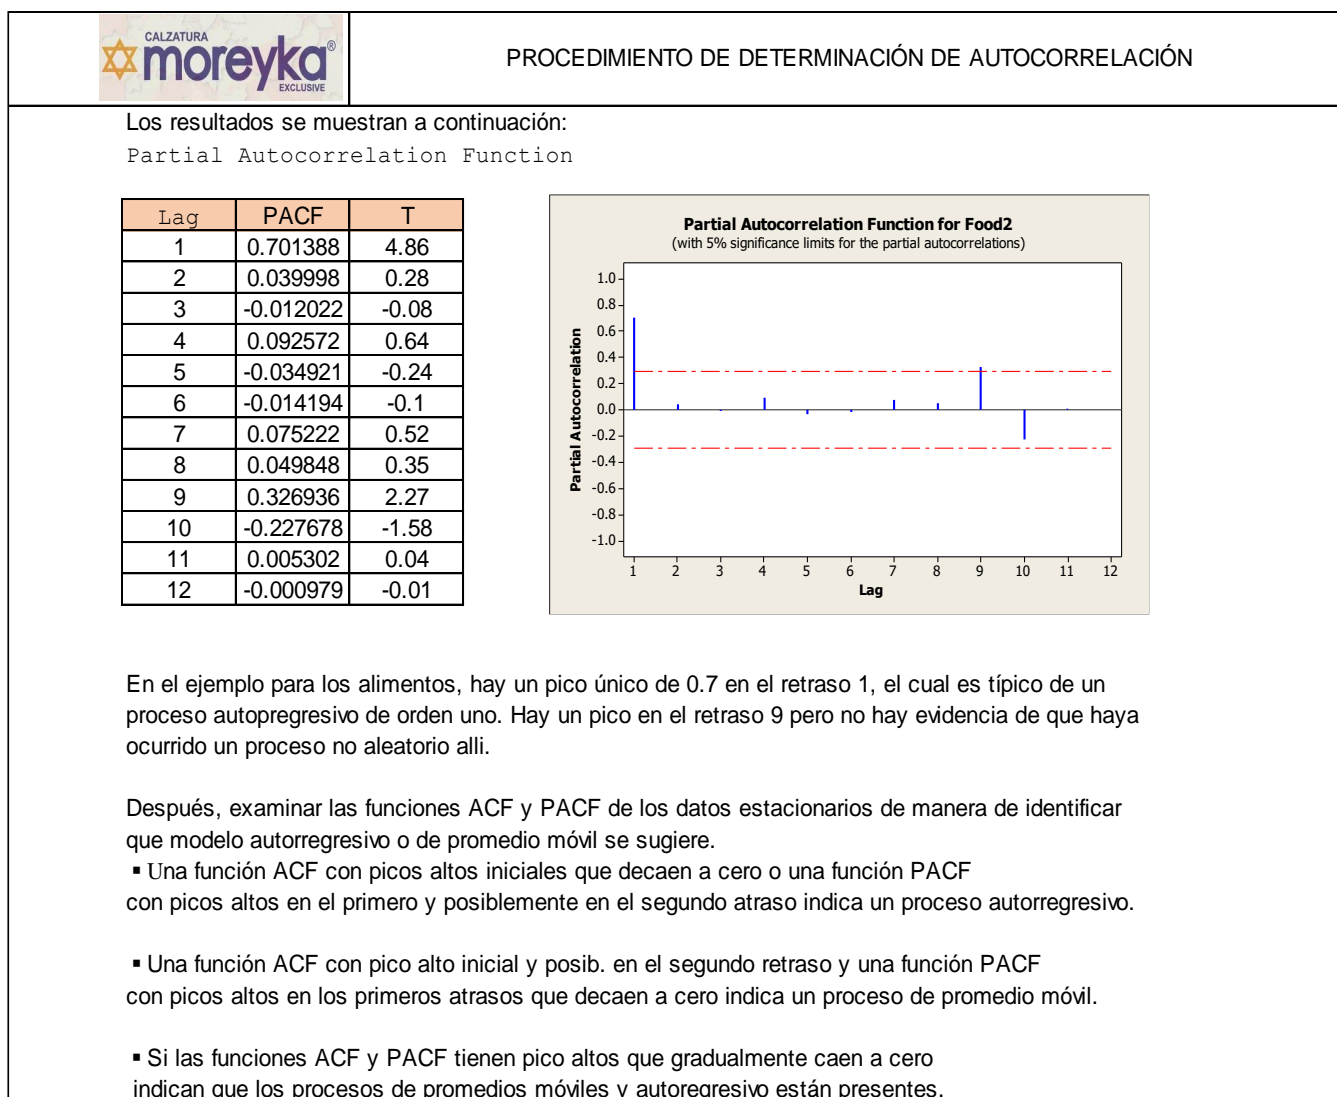 CALZATURA
moreyka®
EXCLUSIVE
PROCEDIMIENTO DE DETERMINACIÓN DE AUTOCORRELACIÓN
Los resultados se muestran a continuación:
Partial Autocorrelation Function
Lag PACF T
1 0.701388 4.86
2 0.039998 0.28
3 -0.012022 -0.08
4 0.092572 0.64
5 -0.034921 -0.24
6 -0.014194 -0.1
7 0.075222 0.52
8 0.049848 0.35
9 0.326936 2.27
10 -0.227678 -1.58
11 0.005302 0.04
12 -0.000979 -0.01
Partial Autocorrelation Function for Food2
(with 5% significance limits for the partial autocorrelations)
Partial Autocorrelation
1.0
0.8
0.6
0.4
0.2
0.0
-0.2
-0.4
-0.6
-0.8
-1.0
1 2 3 4 5 6 7 8 9 10 11 12
Lag
En el ejemplo para los alimentos, hay un pico único de 0.7 en el retraso 1, el cual es típico de un
proceso autopregresivo de orden uno. Hay un pico en el retraso 9 pero no hay evidencia de que haya
ocurrido un proceso no aleatorio alli.
Después, examinar las funciones ACF y PACF de los datos estacionarios de manera de identificar
que modelo autorregresivo o de promedio móvil se sugiere.
▪ Una función ACF con picos altos iniciales que decaen a cero o una función PACF
con picos altos en el primero y posiblemente en el segundo atraso indica un proceso autorregresivo.
▪ Una función ACF con pico alto inicial y posib. en el segundo retraso y una función PACF
con picos altos en los primeros atrasos que decaen a cero indica un proceso de promedio móvil.
▪ Si las funciones ACF y PACF tienen pico altos que gradualmente caen a cero
indican que los procesos de promedios móviles y autoregresivo están presentes.